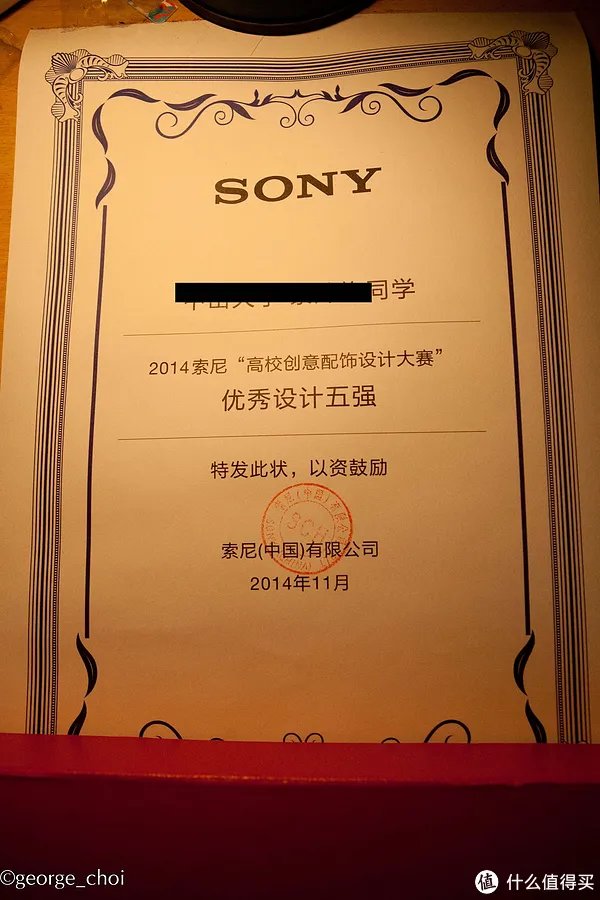 SONY
同学
2014索尼“高校创意配饰设计大赛”
优秀设计五强
特发此状，以资鼓励
索尼(中国)有限公司
2014年11月
©george_choi
值 什么值得买